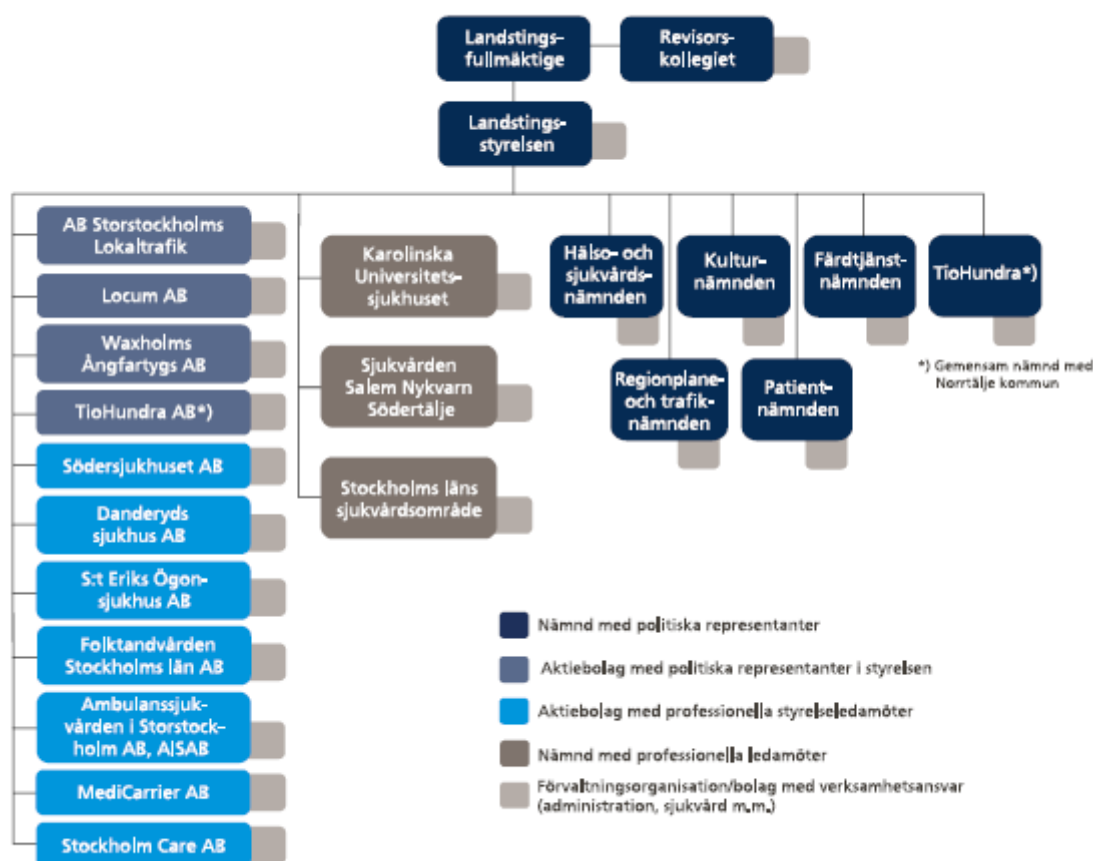 Landstings-
fullmäktige
Revisors-
kollegiet
Landstings-
styrelsen
AB Storstockholms
Lokaltrafik
Locum AB
Waxholms
Ångfartygs AB
TioHundra AB*)
Södersjukhuset AB
Danderyds
sjukhus AB
S:t Eriks Ögon-
sjukhus AB
Folktandvården
Stockholms län AB
Ambulanssjuk-
vården i Storstock-
holm AB, AISAB
MediCarrier AB
Stockholm Care AB
Karolinska
Universitets-
sjukhuset
Sjukvården
Salem Nykvarn
Södertälje
Stockholms läns
sjukvårdsområde
Hälso- och
sjukvårds-
nämnden
Kultur-
nämnden
Färdtjänst-
nämnden
TioHundra*)
Regionplane-
och trafik-
nämnden
Patient-
nämnden
*) Gemensam nämnd med
Norrtälje kommun
Nämnd med politiska representanter
Aktiebolag med politiska representanter i styrelsen
Aktiebolag med professionella styrelseledamöter
Nämnd med professionella ledamöter
Förvaltningsorganisation/bolag med verksamhetsansvar
(administration, sjukvård m.m.)